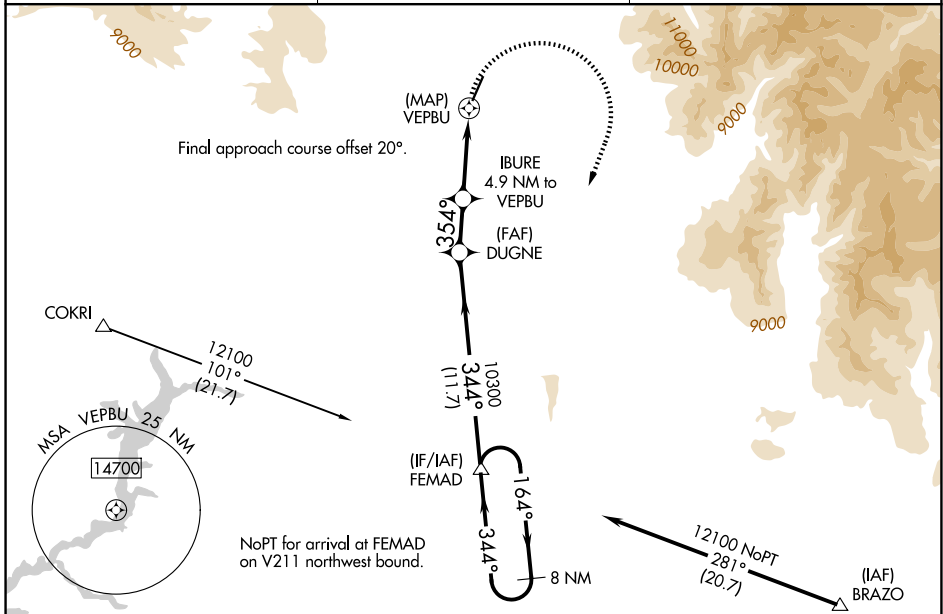 9000
11000
10000
9000
(MAP)
VEPBU
Final approach course offset 20°.
IBURE
4.9 NM to
VEPBU
354°
(FAF)
DUGNE
9000
COKRI
12100
101°
(21.7)
10300
344°
(11.7)
MSA VEPBU 25 NM
14700
(IF/IAF)
FEMAD
164°
344°
8 NM
NoPT for arrival at FEMAD
on V211 northwest bound.
12100 NoPT
281°
(20.7)
(IAF)
BRAZO